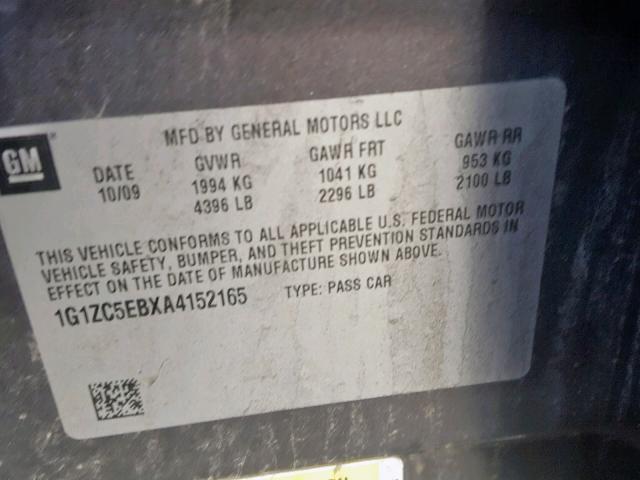 MFD BY GENERAL MOTORS LLC
GM
DATE GVWR GAWR FRT GAWR RR
10/09 1994 KG 1041 KG 953 KG
4396 LB 2296 LB 2100 LB
THIS VEHICLE CONFORMS TO ALL APPLICABLE U.S. FEDERAL MOTOR
VEHICLE SAFETY, BUMPER, AND THEFT PREVENTION STANDARDS IN
EFFECT ON THE DATE OF MANUFACTURE SHOWN ABOVE.
1G1ZC5EBXA4152165 TYPE: PASS CAR